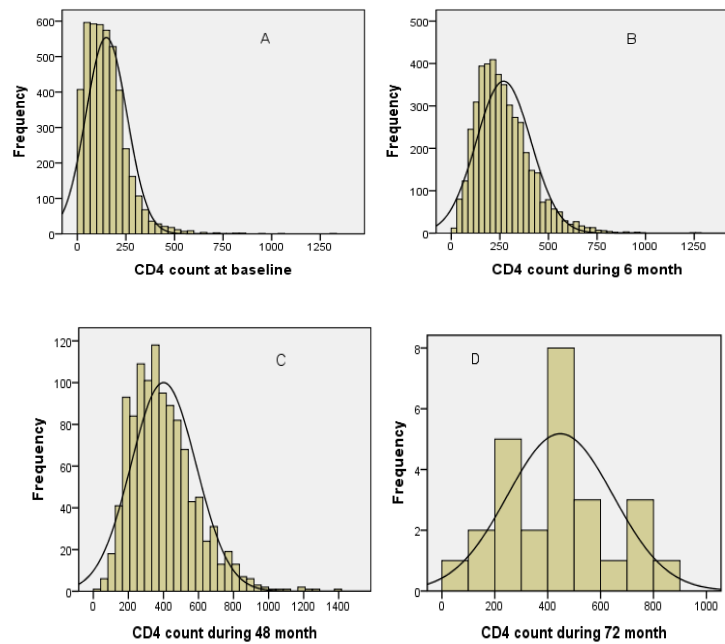 A
Frequency
600
500
400
300
200
100
0
0 250 500 750 1000 1250
CD4 count at baseline
B
Frequency
500
400
300
200
100
0
0 250 500 750 1000 1250
CD4 count during 6 month
C
Frequency
120
100
80
60
40
20
0
0 200 400 600 800 1000 1200 1400
CD4 count during 48 month
D
Frequency
8
6
4
2
0
0 200 400 600 800 1000
CD4 count during 72 month